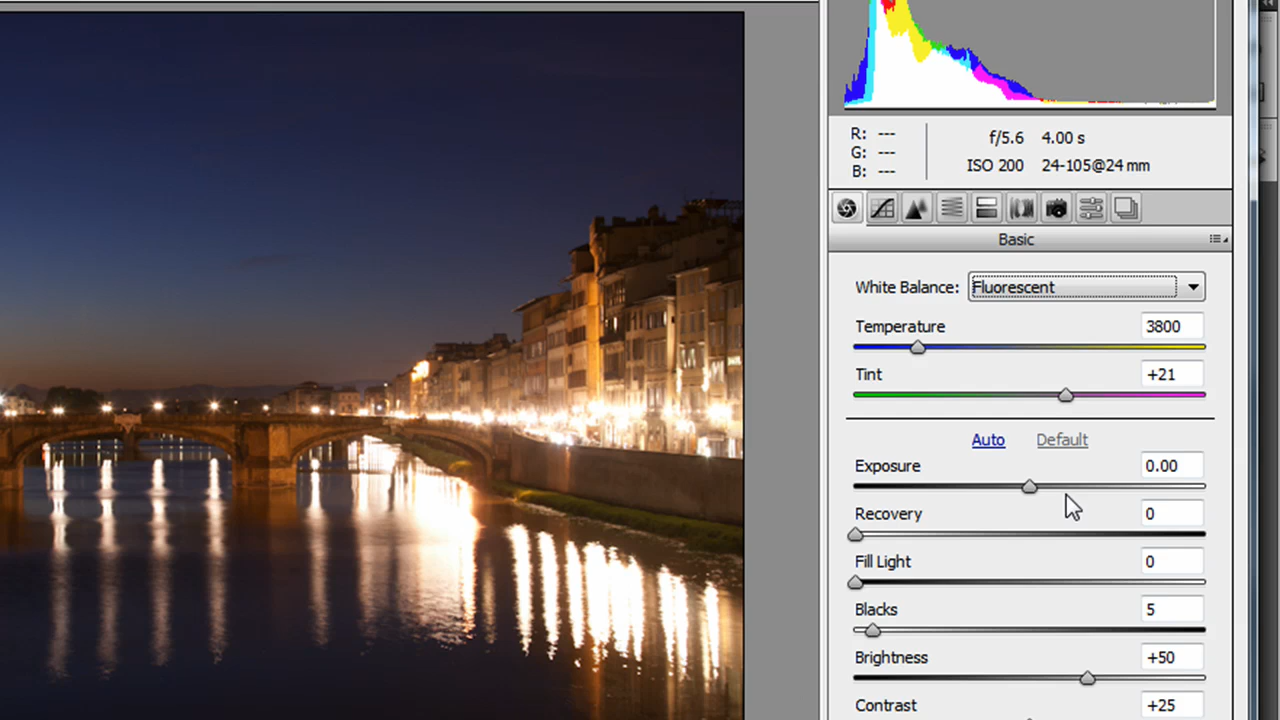 R: --- f/5.6 4.00 s
G: ---
B: --- ISO 200 24-105@24 mm
Basic
White Balance: Fluorescent
Temperature 3800
Tint +21
Auto Default
Exposure 0.00
Recovery 0
Fill Light 0
Blacks 5
Brightness +50
Contrast +25